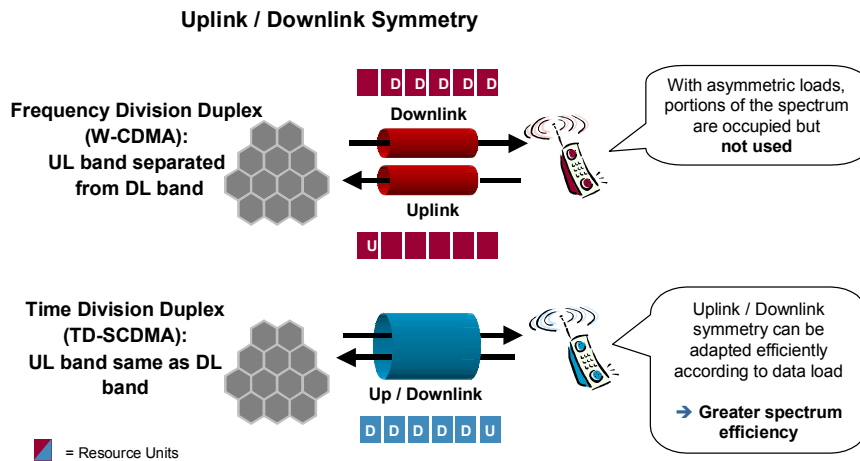 Uplink / Downlink Symmetry
D D D D D
Downlink
Frequency Division Duplex
(W-CDMA):
UL band separated
from DL band
Uplink
U
With asymmetric loads,
portions of the spectrum
are occupied but
not used
Time Division Duplex
(TD-SCDMA):
UL band same as DL
band
Up / Downlink
D D D D D U
Uplink / Downlink
symmetry can be
adapted efficiently
according to data load
➔ Greater spectrum
efficiency
= Resource Units